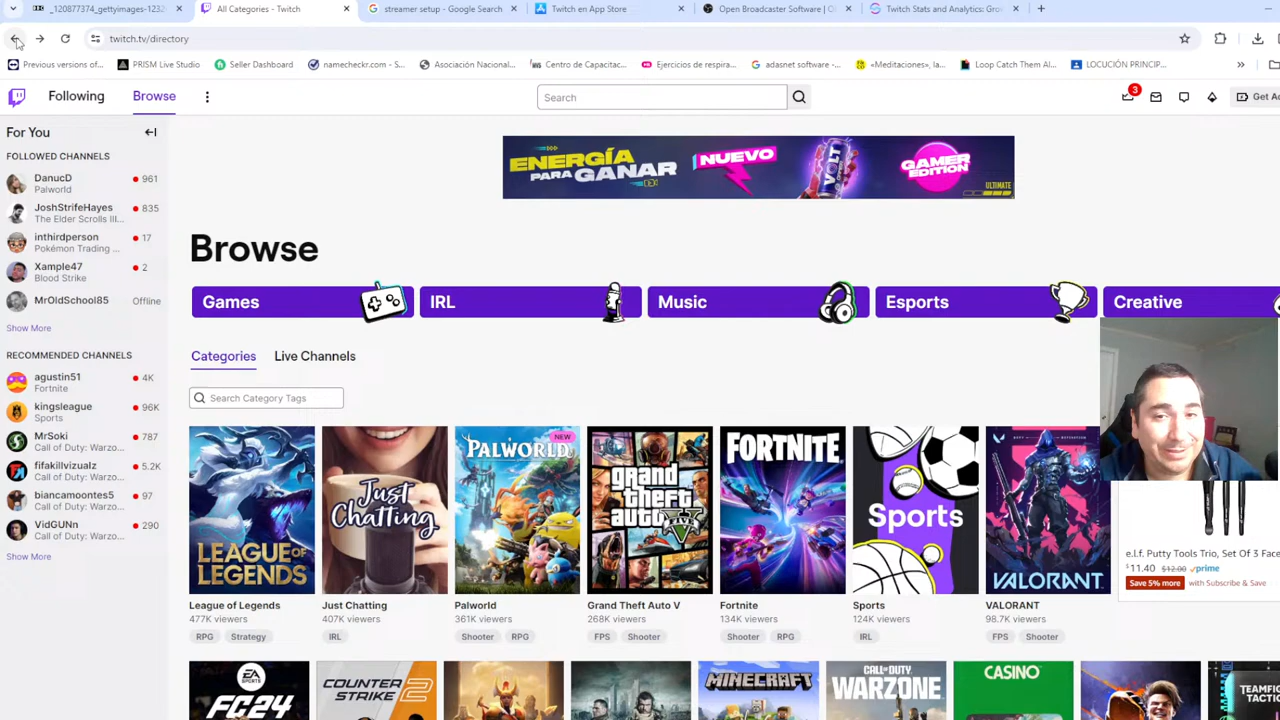 _120877374_gettyimages-1232
All Categories - Twitch
streamer setup - Google Search
Twitch en App Store
Open Broadcaster Software | O
Twitch Stats and Analytics: Gro
twitch.tv/directory
Previous versions of...
PRISM Live Studio
Seller Dashboard
namecheckr.com - S...
Asociación Nacional...
Centro de Capacitac...
Ejercicios de respira...
adasnet software -...
«Meditaciones», la...
Loop Catch Them Al...
LOCUCIÓN PRINCIP...
Following
Browse
Search
3
Get Ad
For You
FOLLOWED CHANNELS
DanucD
961
Palworld
JoshStrifeHayes
835
The Elder Scrolls III...
inthirdperson
17
Pokémon Trading ...
Xample47
2
Blood Strike
MrOldSchool85
Offline
Show More
RECOMMENDED CHANNELS
agustin51
4K
Fortnite
kingsleague
96K
Sports
MrSoki
787
Call of Duty: Warzo...
fifakillvizualz
5.2K
Call of Duty: Warzo...
biancamoontes5
97
Call of Duty: Warzo...
VidGUNn
290
Call of Duty: Warzo...
Show More
ENERGÍA
PARA GANAR
NUEVO
VOLT
GAMER
EDITION
ULTIMATE
Browse
Games
IRL
Music
Esports
Creative
Categories
Live Channels
Search Category Tags
LEAGUE OF
LEGENDS
Just
Chatting
NEW
PALWORLD
grand
theft
auto
V
FIVE
FORTNITE
Sports
VALORANT
League of Legends
477K viewers
RPG
Strategy
Just Chatting
407K viewers
IRL
Palworld
361K viewers
Shooter
RPG
Grand Theft Auto V
268K viewers
FPS
Shooter
Fortnite
134K viewers
Shooter
RPG
Sports
124K viewers
IRL
VALORANT
98.7K viewers
FPS
Shooter
e.l.f. Putty Tools Trio, Set Of 3 Face
$11.40
$12.00
prime
Save 5% more
with Subscribe & Save
EA
SPORTS
FC24
COUNTER
STRIKE 2
MINECRAFT
CALL OF DUTY
WARZONE
CASINO
TEAMFIG
TACTIC